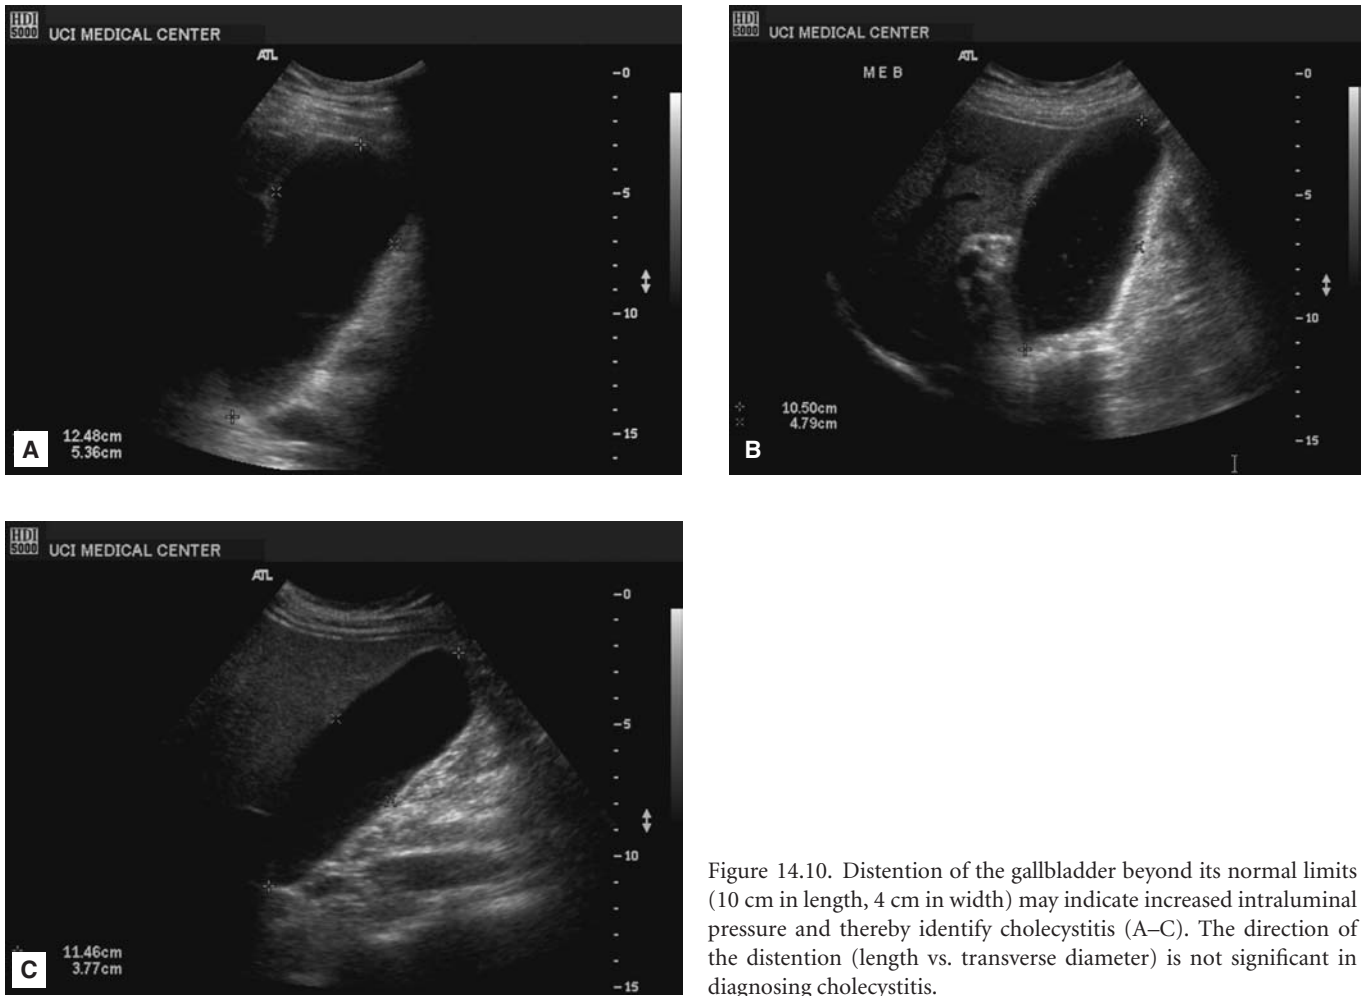 HDI
5000
UCI MEDICAL CENTER
ATL
0
5
10
15
12.48cm
5.36cm
A
HDI
5000
UCI MEDICAL CENTER
ATL
MEB
0
5
10
15
10.50cm
4.79cm
B
HDI
5000
UCI MEDICAL CENTER
ATL
0
5
10
15
11.46cm
3.77cm
C
Figure 14.10. Distention of the gallbladder beyond its normal limits
(10 cm in length, 4 cm in width) may indicate increased intraluminal
pressure and thereby identify cholecystitis (A–C). The direction of
the distention (length vs. transverse diameter) is not significant in
diagnosing cholecystitis.